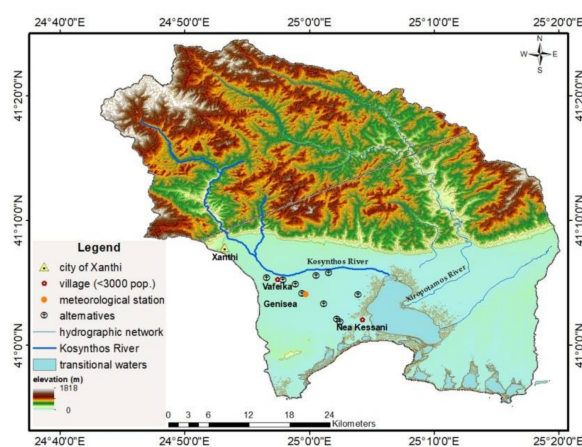 24°40'0"E 24°50'0"E 25°0'0"E 25°10'0"E 25°20'0"E
N
W E
S
41°20'0"N 41°20'0"N
41°10'0"N 41°10'0"N
41°0'0"N 41°0'0"N
Xanthi
Kosynthos River
Xiropotamos River
Vafeika
Genisea
Nea Kessani
Legend
city of Xanthi
village (<3000 pop.)
meteorological station
alternatives
hydrographic network
Kosynthos River
transitional waters
elevation (m)
1818
0
0 3 6 12 18 24
Kilometers
24°40'0"E 24°50'0"E 25°0'0"E 25°10'0"E 25°20'0"E